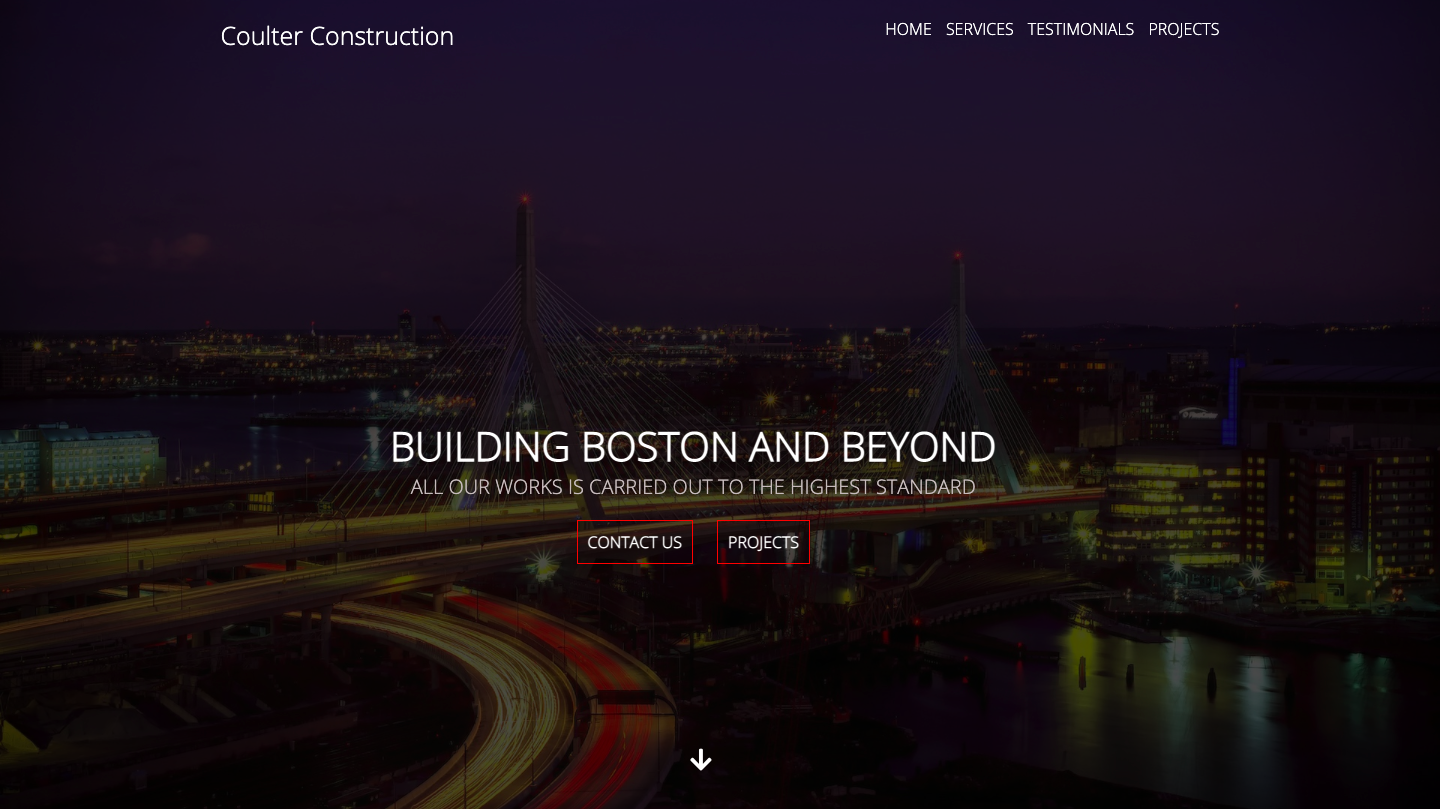 Coulter Construction
HOME SERVICES TESTIMONIALS PROJECTS
BUILDING BOSTON AND BEYOND
ALL OUR WORKS IS CARRIED OUT TO THE HIGHEST STANDARD
CONTACT US PROJECTS